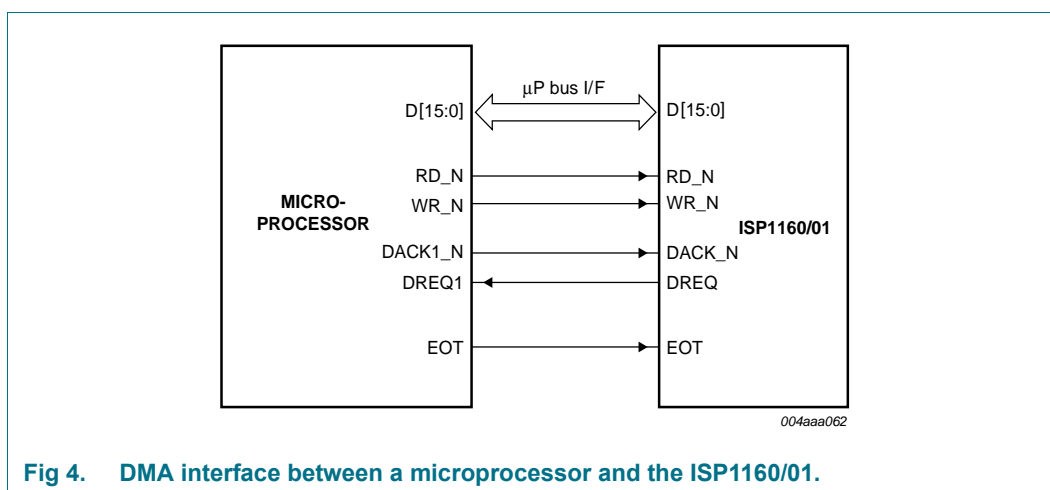 µP bus I/F
D[15:0] D[15:0]
RD_N RD_N
MICRO-
PROCESSOR
WR_N WR_N
ISP1160/01
DACK1_N DACK_N
DREQ1 DREQ
EOT EOT
004aaa062
Fig 4. DMA interface between a microprocessor and the ISP1160/01.